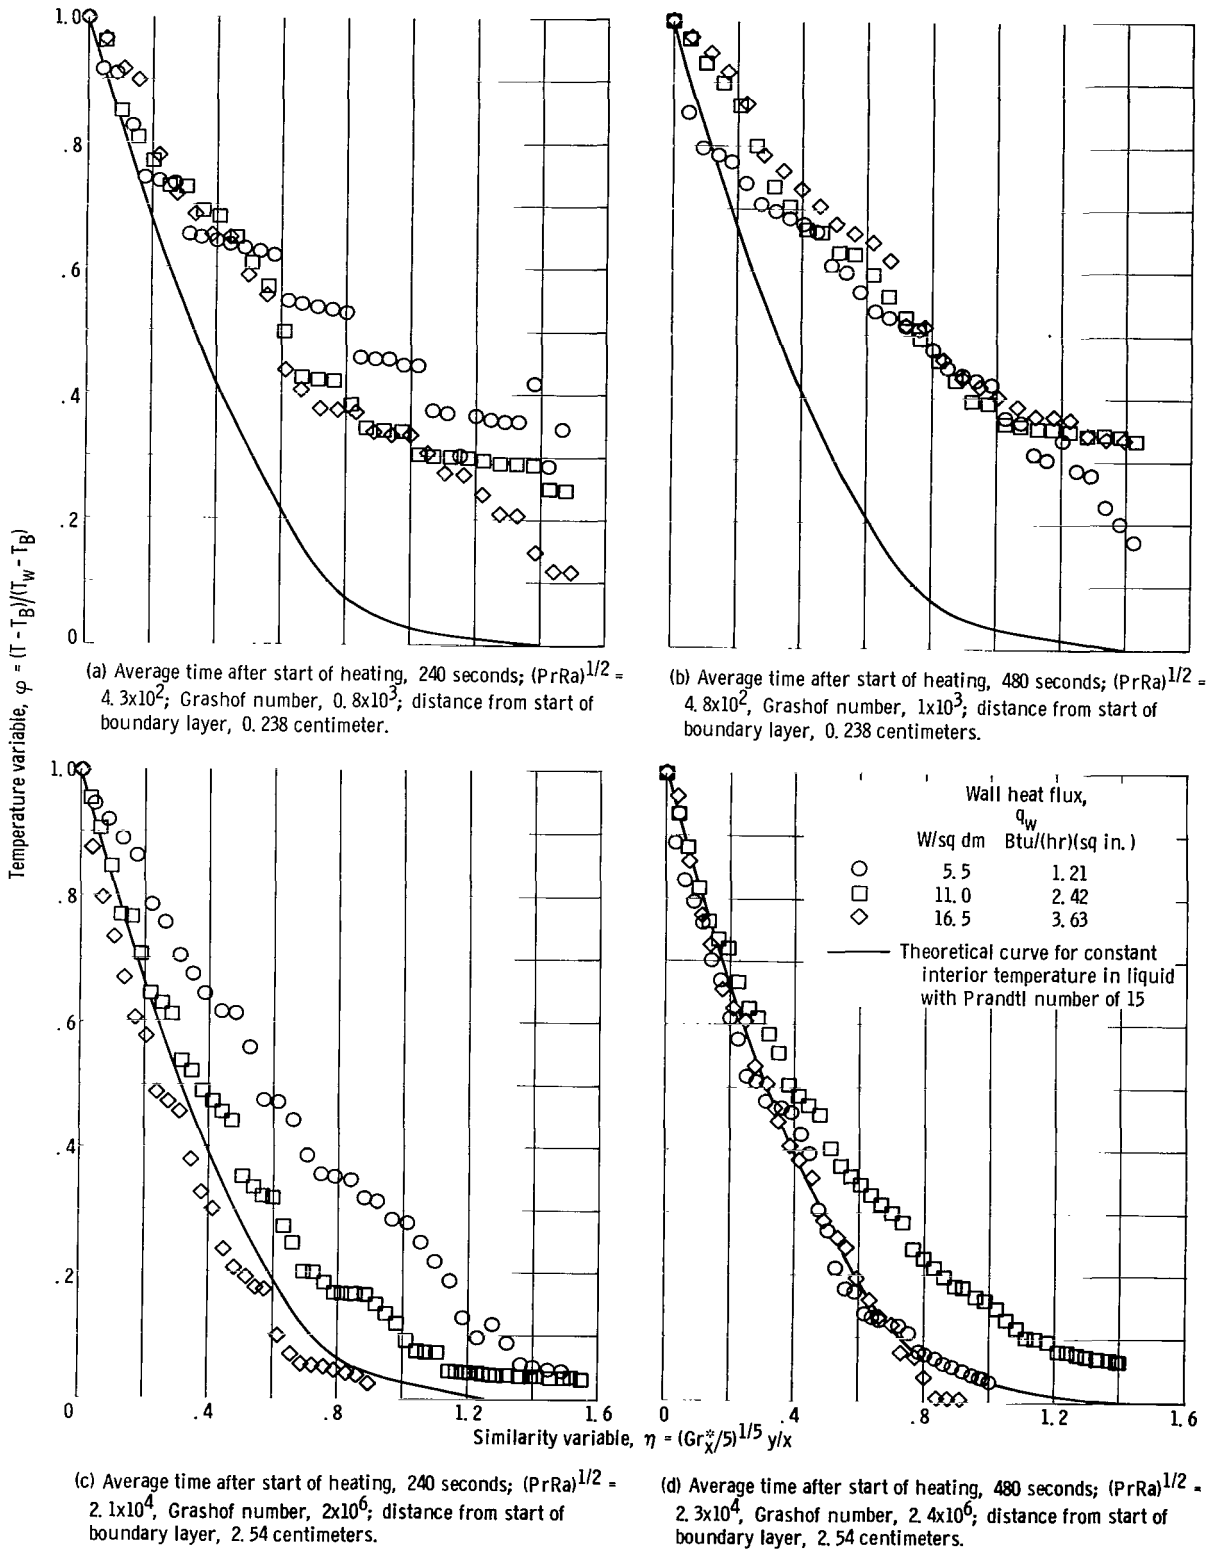 Temperature variable, φ = (T - T_B)/(T_w - T_B)
1.0
.8
.6
.4
.2
0
(a) Average time after start of heating, 240 seconds; (PrRa)^1/2 =
4.3x10^2; Grashof number, 0.8x10^3; distance from start of
boundary layer, 0.238 centimeter.
(b) Average time after start of heating, 480 seconds; (PrRa)^1/2 =
4.8x10^2, Grashof number, 1x10^3; distance from start of
boundary layer, 0.238 centimeters.
1.0
.8
.6
.4
.2
0
.4
.8
1.2
1.6
Wall heat flux,
q_w
W/sq dm Btu/(hr)(sq in.)
5.5 1.21
11.0 2.42
16.5 3.63
Theoretical curve for constant
interior temperature in liquid
with Prandtl number of 15
0
.4
.8
1.2
1.6
Similarity variable, η = (Gr_x^*/5)^1/5 y/x
(c) Average time after start of heating, 240 seconds; (PrRa)^1/2 =
2.1x10^4, Grashof number, 2x10^6; distance from start of
boundary layer, 2.54 centimeters.
(d) Average time after start of heating, 480 seconds; (PrRa)^1/2 =
2.3x10^4, Grashof number, 2.4x10^6; distance from start of
boundary layer, 2.54 centimeters.